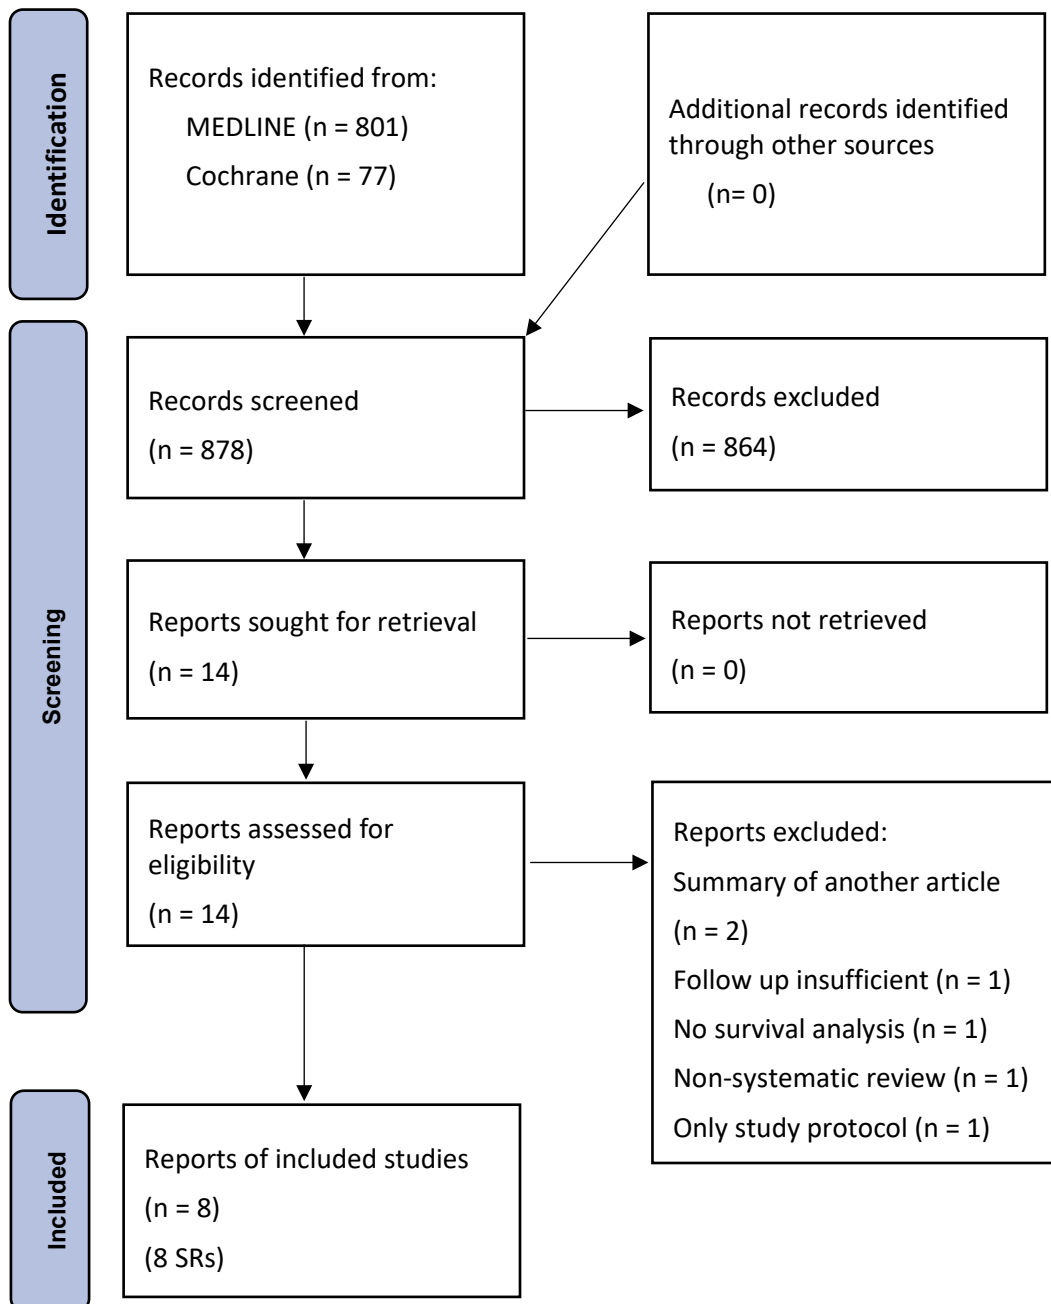 Identification
Records identified from:
MEDLINE (n = 801)
Cochrane (n = 77)
Additional records identified
through other sources
(n= 0)
Screening
Records screened
(n = 878)
Records excluded
(n = 864)
Reports sought for retrieval
(n = 14)
Reports not retrieved
(n = 0)
Reports assessed for
eligibility
(n = 14)
Reports excluded:
Summary of another article
(n = 2)
Follow up insufficient (n = 1)
No survival analysis (n = 1)
Non-systematic review (n = 1)
Only study protocol (n = 1)
Included
Reports of included studies
(n = 8)
(8 SRs)